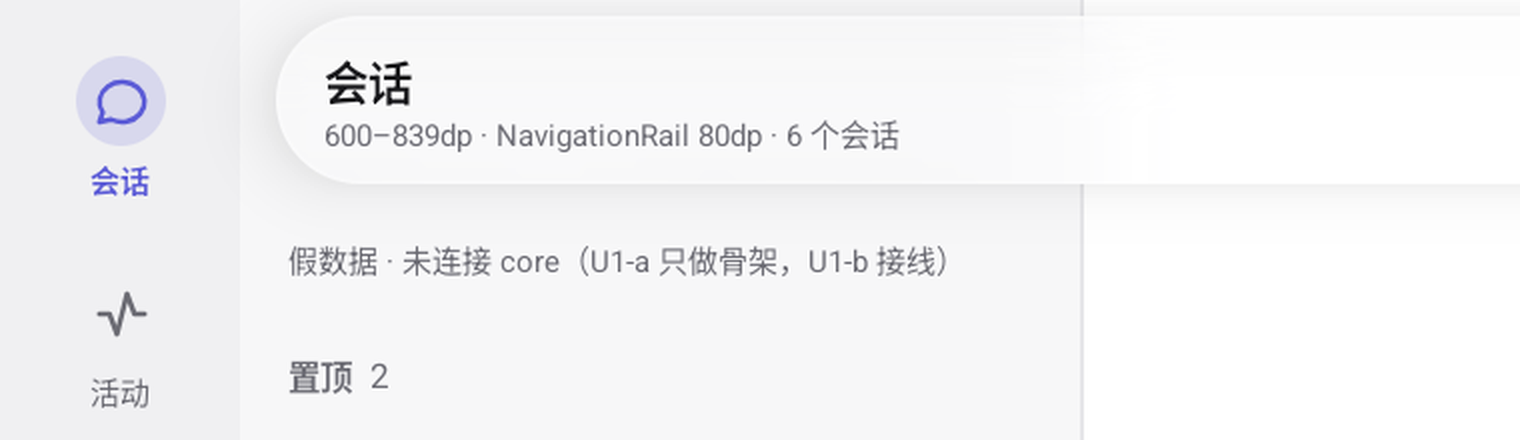 会话
活动
会话
600–839dp · NavigationRail 80dp · 6 个会话
假数据 · 未连接 core（U1-a 只做骨架，U1-b 接线）
置顶 2